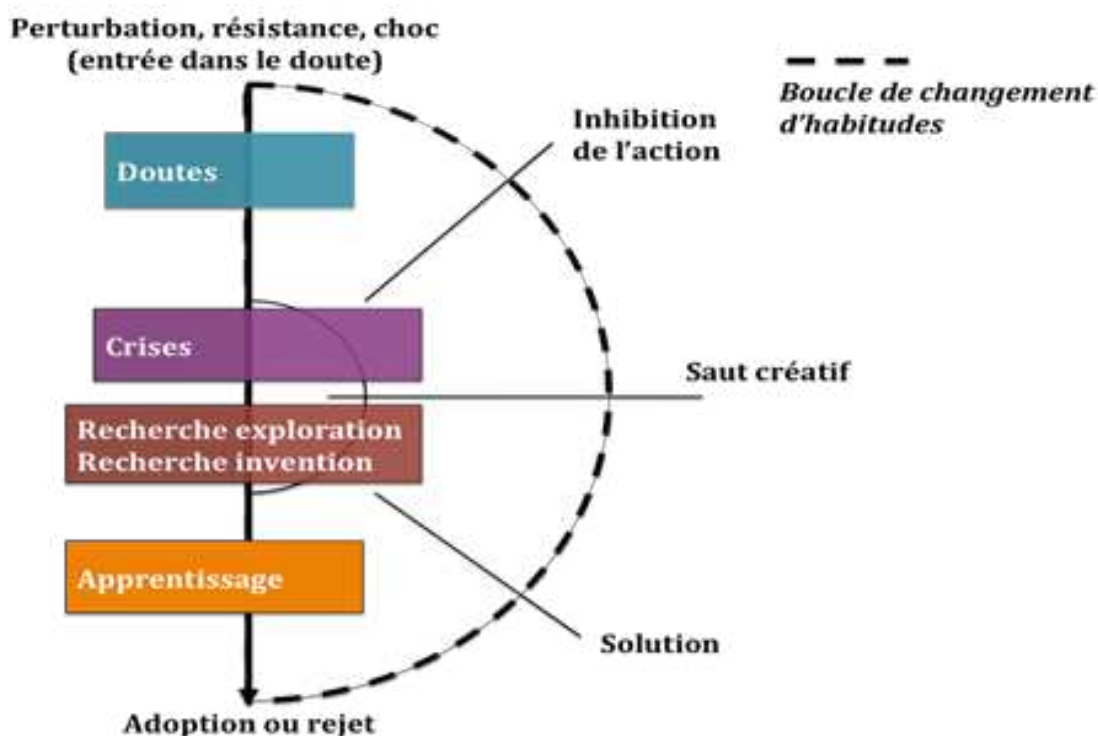 Perturbation, résistance, choc
(entrée dans le doute)
Boucle de changement
d'habitudes
Inhibition
de l'action
Doutes
Crises
Saut créatif
Recherche exploration
Recherche invention
Apprentissage
Solution
Adoption ou rejet